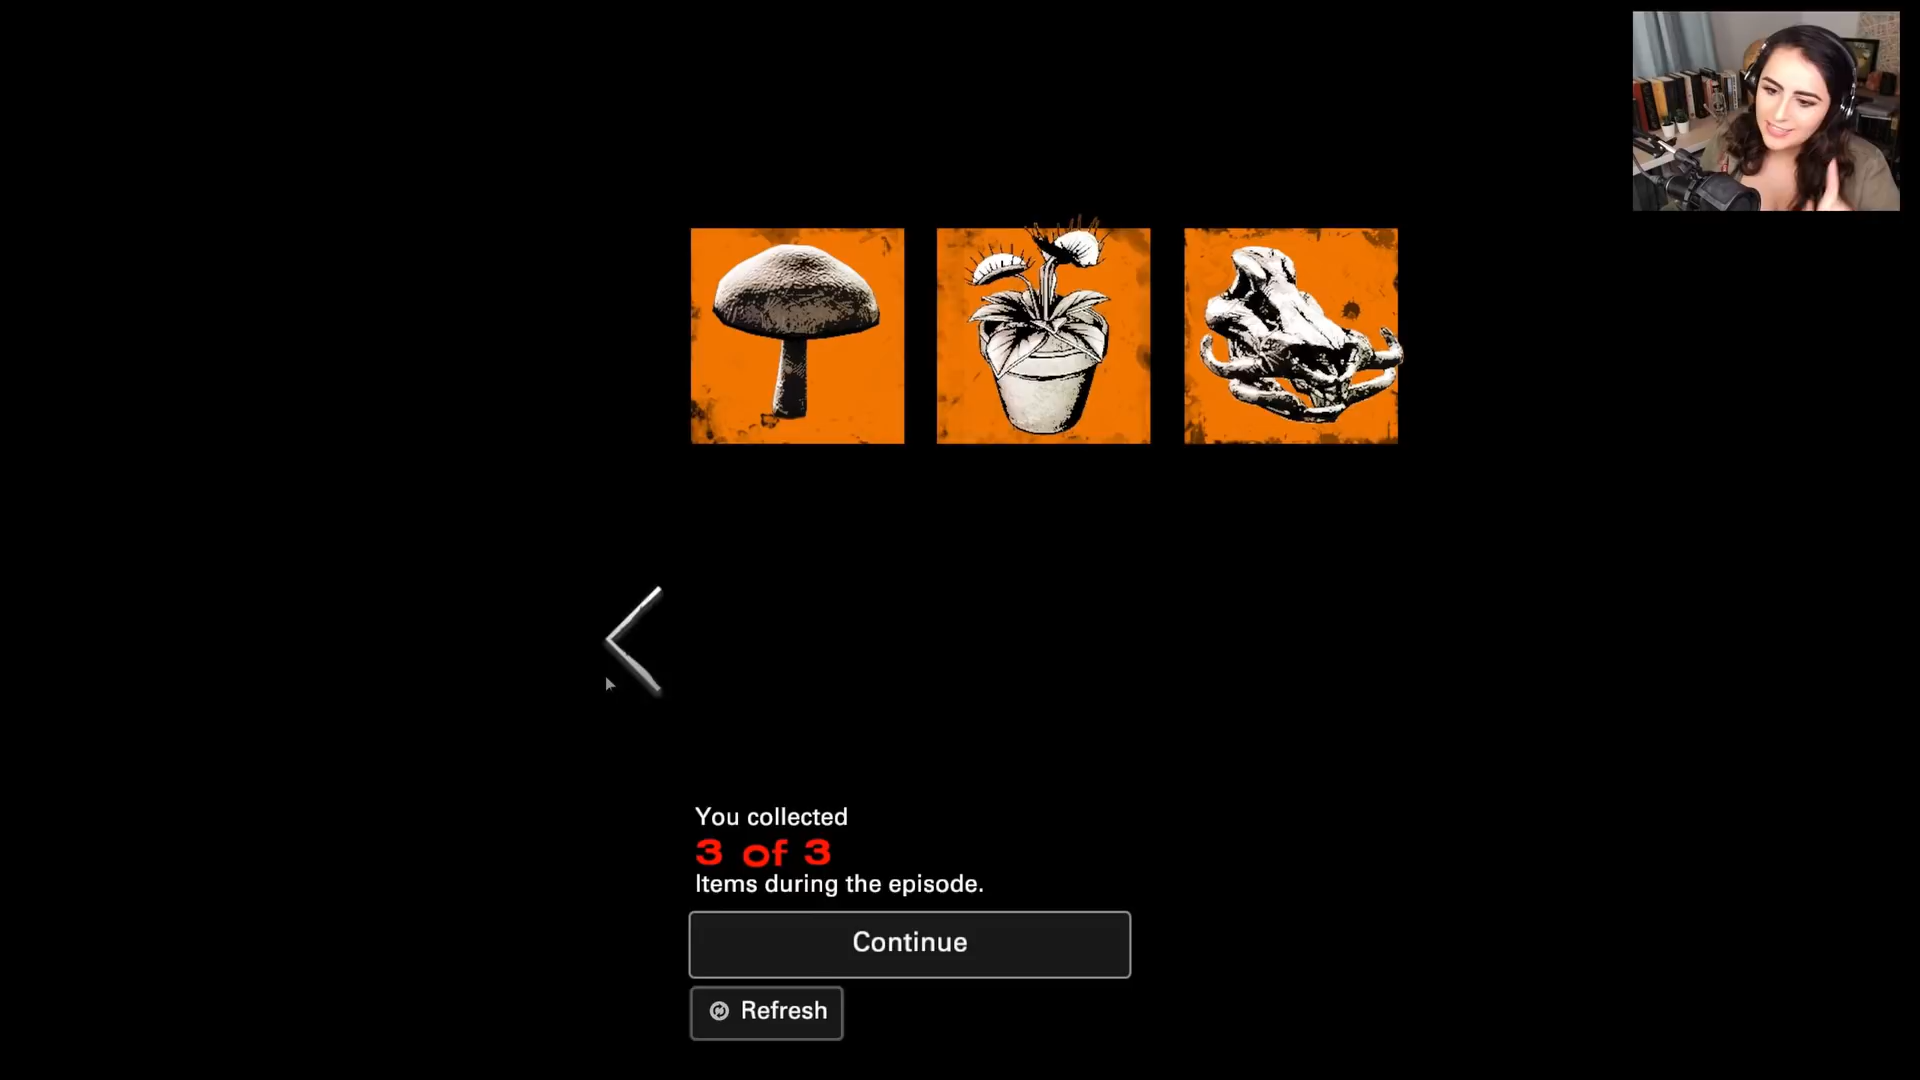 You collected
3 of 3
Items during the episode.
Continue
Refresh